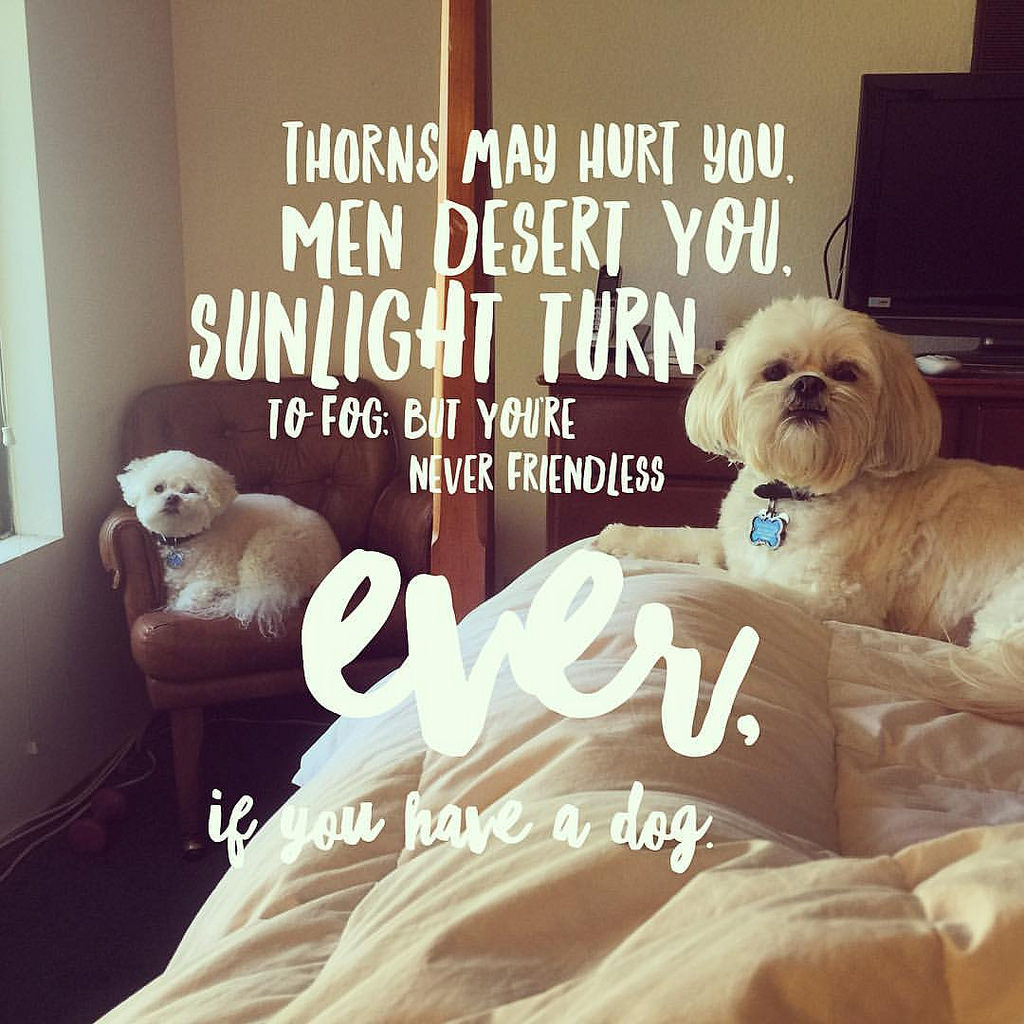 THORNS MAY HURT YOU,
MEN DESERT YOU,
SUNLIGHT TURN
TO FOG; BUT YOU'RE
NEVER FRIENDLESS
ever,
if you have a dog.